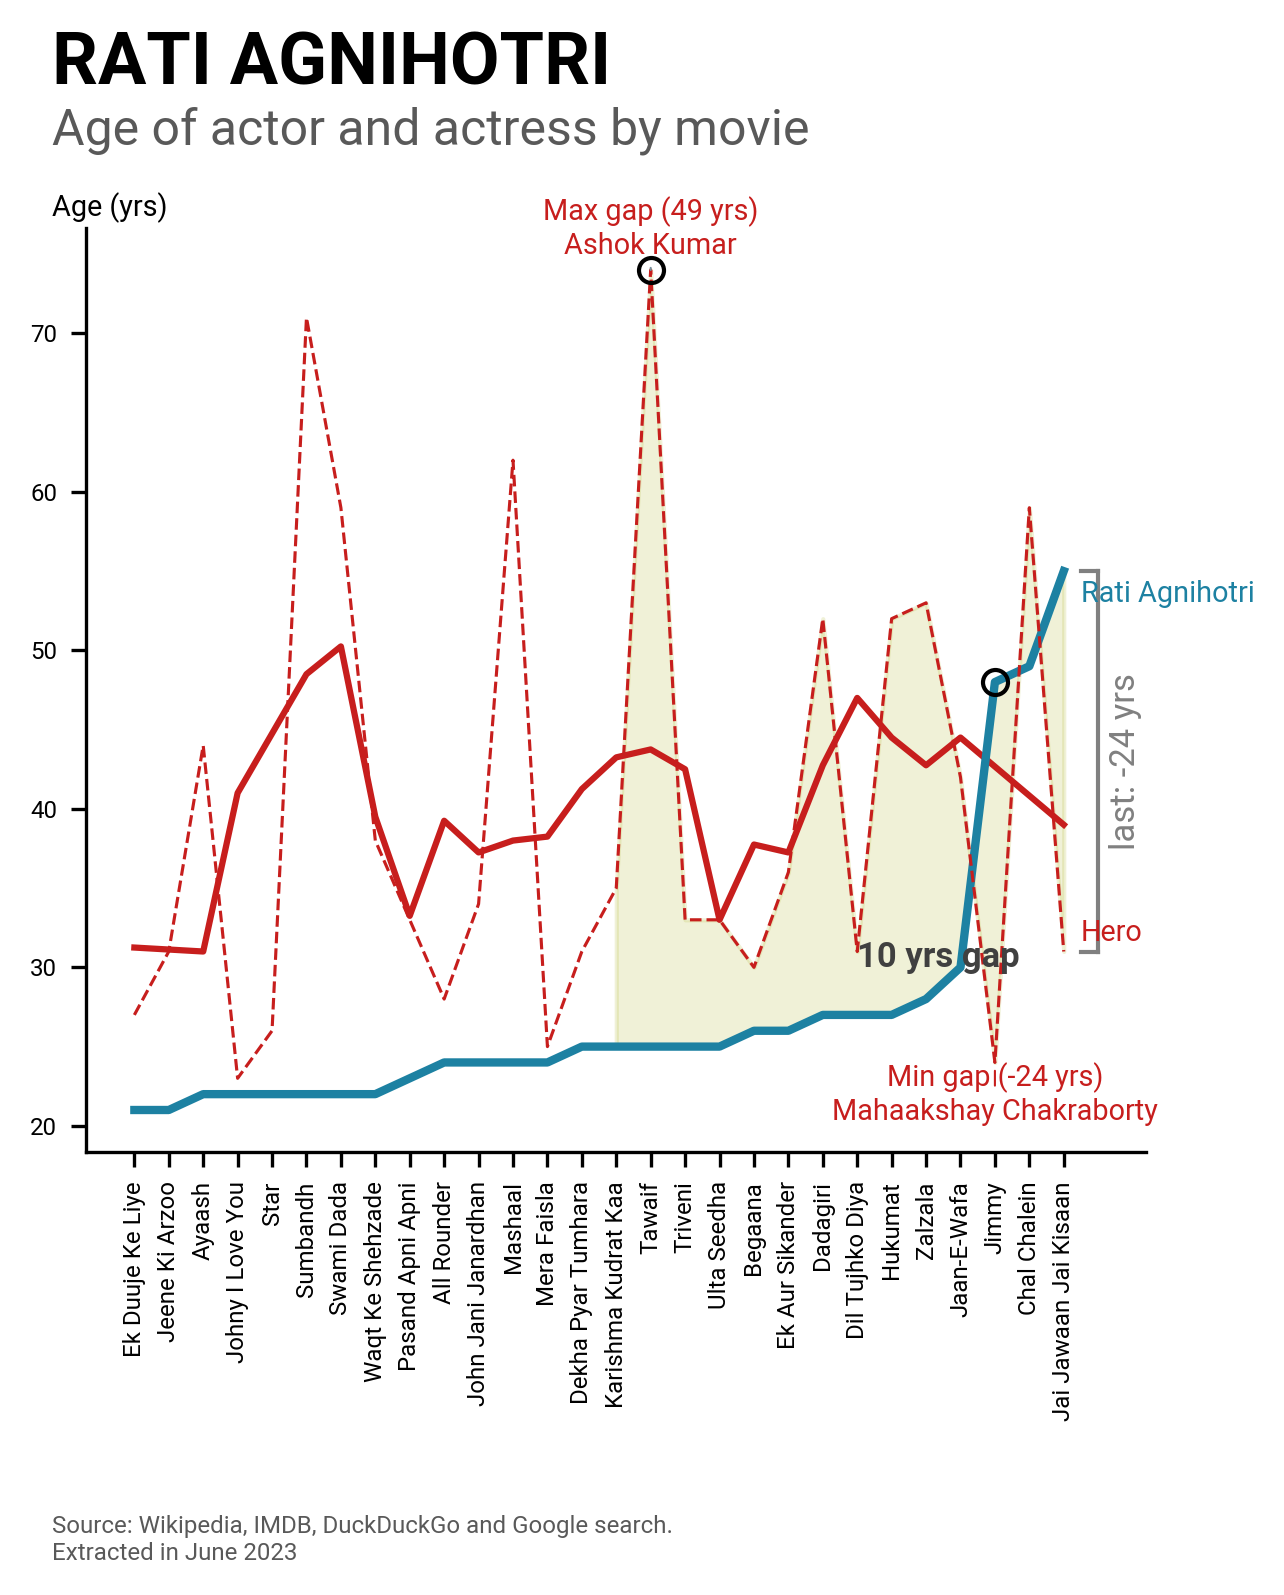 RATI AGNIHOTRI
Age of actor and actress by movie
Age (yrs)
Max gap (49 yrs)
Ashok Kumar
70
60
50
40
30
20
Rati Agnihotri
last: -24 yrs
Hero
10 yrs gap
Min gap (-24 yrs)
Mahaakshay Chakraborty
Ek Duuje Ke Liye
Jeene Ki Arzoo
Ayaash
Johny I Love You
Star
Sumbandh
Swami Dada
Waqt Ke Shehzade
Pasand Apni Apni
All Rounder
John Jani Janardhan
Mashaal
Mera Faisla
Dekha Pyar Tumhara
Karishma Kudrat Kaa
Tawaif
Triveni
Ulta Seedha
Begaana
Ek Aur Sikander
Dadagiri
Dil Tujhko Diya
Hukumat
Zalzala
Jaan-E-Wafa
Jimmy
Chal Chalein
Jai Jawaan Jai Kisaan
Source: Wikipedia, IMDB, DuckDuckGo and Google search.
Extracted in June 2023